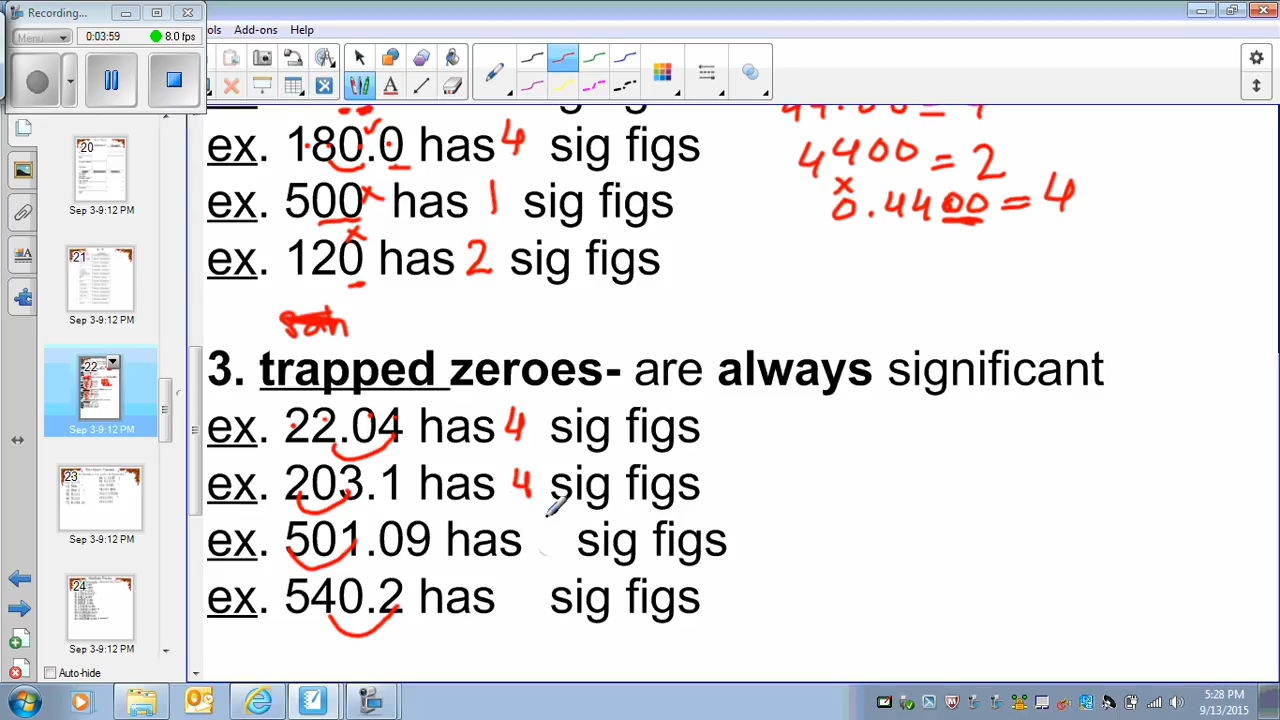 Recording...
Menu
0:03:59
8.0 fps
ols Add-ons Help
20
Sep 3-9:12 PM
21
Sep 3-9:12 PM
22
Sep 3-9:12 PM
23
Sep 3-9:12 PM
24
Sep 3-9:12 PM
Auto-hide
ex. 180.0 has 4 sig figs
ex. 500 has 1 sig figs
ex. 120 has 2 sig figs
4400 = 2
0.4400 = 4
3. trapped zeroes- are always significant
ex. 22.04 has 4 sig figs
ex. 203.1 has 4 sig figs
ex. 501.09 has sig figs
ex. 540.2 has sig figs
5:28 PM
9/13/2015